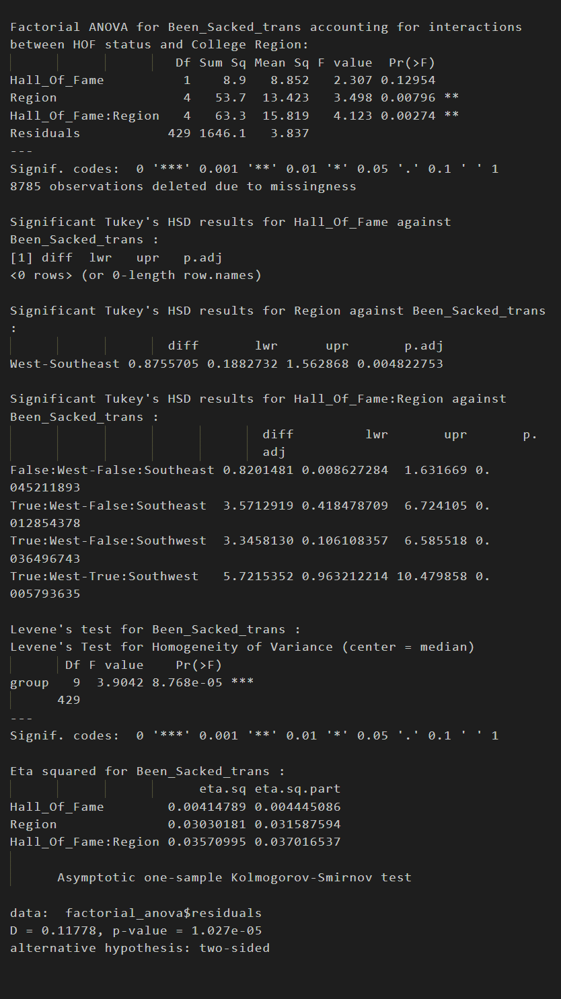 Factorial ANOVA for Been_Sacked_trans accounting for interactions
between HOF status and College Region:
Df Sum Sq Mean Sq F value  Pr(>F)
Hall_Of_Fame          1    8.9   8.852   2.307 0.12954
Region                4   53.7  13.423   3.498 0.00796 **
Hall_Of_Fame:Region   4   63.3  15.819   4.123 0.00274 **
Residuals           429 1646.1   3.837
---
Signif. codes:  0 '***' 0.001 '**' 0.01 '*' 0.05 '.' 0.1 ' ' 1
8785 observations deleted due to missingness
Significant Tukey's HSD results for Hall_Of_Fame against
Been_Sacked_trans :
[1] diff  lwr   upr   p.adj
<0 rows> (or 0-length row.names)
Significant Tukey's HSD results for Region against Been_Sacked_trans
:
diff       lwr      upr       p.adj
West-Southeast 0.8755705 0.1882732 1.562868 0.004822753
Significant Tukey's HSD results for Hall_Of_Fame:Region against
Been_Sacked_trans :
diff         lwr       upr       p.
adj
False:West-False:Southeast 0.8201481 0.008627284  1.631669 0.
045211893
True:West-False:Southeast  3.5712919 0.418478709  6.724105 0.
012854378
True:West-False:Southwest  3.3458130 0.106108357  6.585518 0.
036496743
True:West-True:Southwest   5.7215352 0.963212214 10.479858 0.
005793635
Levene's test for Been_Sacked_trans :
Levene's Test for Homogeneity of Variance (center = median)
Df F value    Pr(>F)
group   9  3.9042 8.768e-05 ***
429
---
Signif. codes:  0 '***' 0.001 '**' 0.01 '*' 0.05 '.' 0.1 ' ' 1
Eta squared for Been_Sacked_trans :
eta.sq eta.sq.part
Hall_Of_Fame        0.00414789 0.004445086
Region              0.03030181 0.031587594
Hall_Of_Fame:Region 0.03570995 0.037016537
Asymptotic one-sample Kolmogorov-Smirnov test
data:  factorial_anova$residuals
D = 0.11778, p-value = 1.027e-05
alternative hypothesis: two-sided